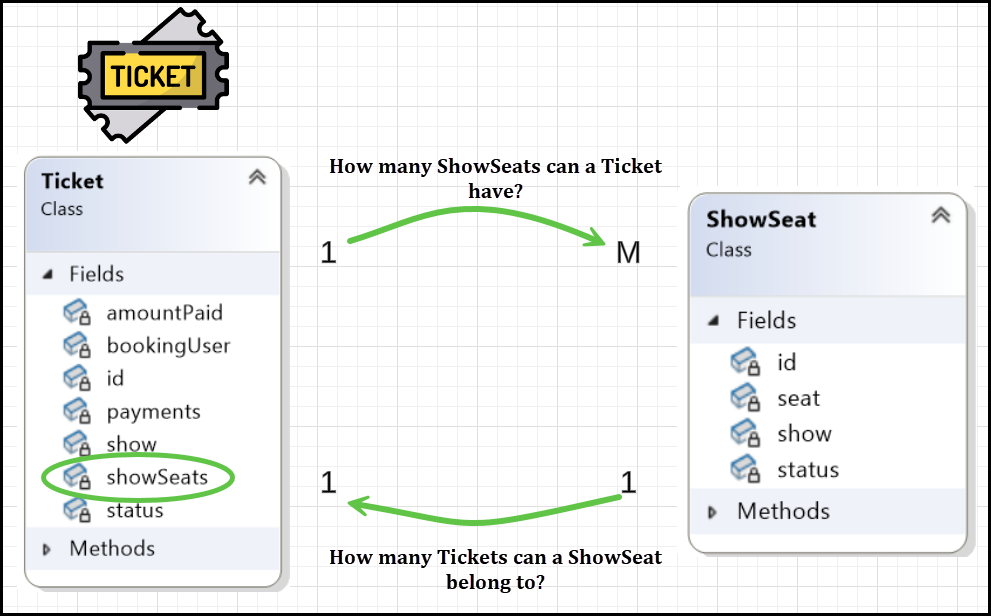 TICKET
Ticket
Class
Fields
amountPaid
bookingUser
id
payments
show
showSeats
status
Methods
How many ShowSeats can a Ticket
have?
1
M
1
1
How many Tickets can a ShowSeat
belong to?
ShowSeat
Class
Fields
id
seat
show
status
Methods